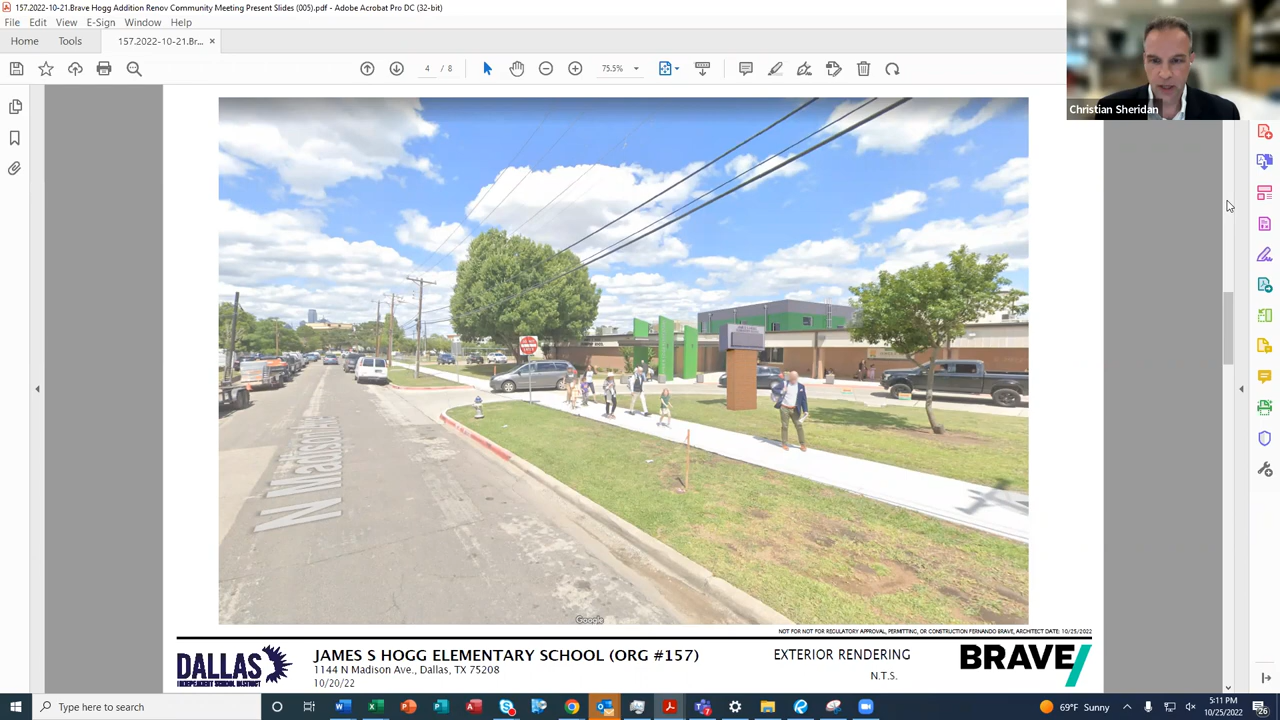 157.2022-10-21.Brave Hogg Addition Renov Community Meeting Present Slides (005).pdf - Adobe Acrobat Pro DC (32-bit)
File Edit View E-Sign Window Help
Home Tools 157.2022-10-21.Br... ×
4 / 8 75.5%
Christian Sheridan
N Madison Ave
Google
NOT FOR NOT FOR REGULATORY APPROVAL, PERMITTING, OR CONSTRUCTION FERNANDO BRAVE, ARCHITECT DATE: 10/25/2022
DALLAS
INDEPENDENT SCHOOL DISTRICT
JAMES S HOGG ELEMENTARY SCHOOL (ORG #157)
1144 N Madison Ave., Dallas, TX 75208
10/20/22
EXTERIOR RENDERING
N.T.S.
BRAVE/
Type here to search
69°F Sunny
5:11 PM
10/25/2022
26